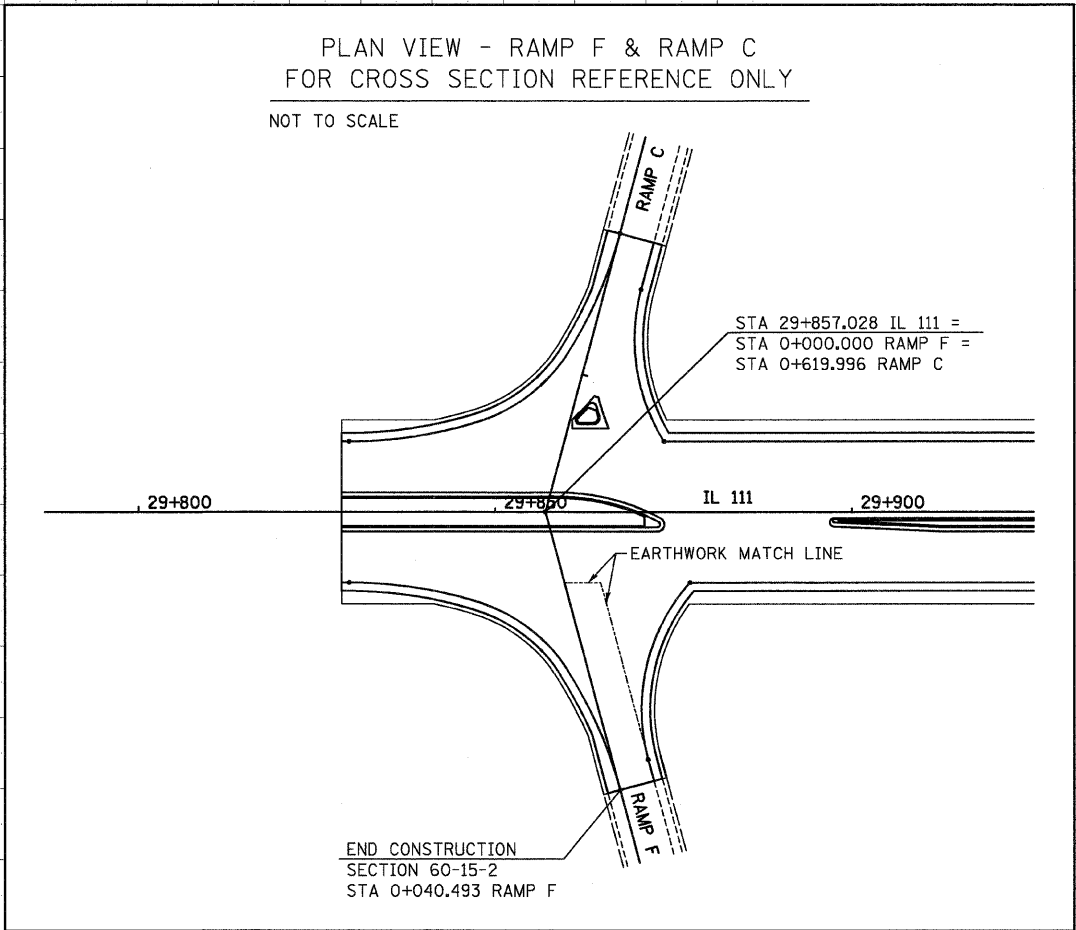 PLAN VIEW - RAMP F & RAMP C
FOR CROSS SECTION REFERENCE ONLY
NOT TO SCALE
RAMP C
STA 29+857.028 IL 111 =
STA 0+000.000 RAMP F =
STA 0+619.996 RAMP C
29+800
29+850
IL 111
29+900
EARTHWORK MATCH LINE
RAMP F
END CONSTRUCTION
SECTION 60-15-2
STA 0+040.493 RAMP F